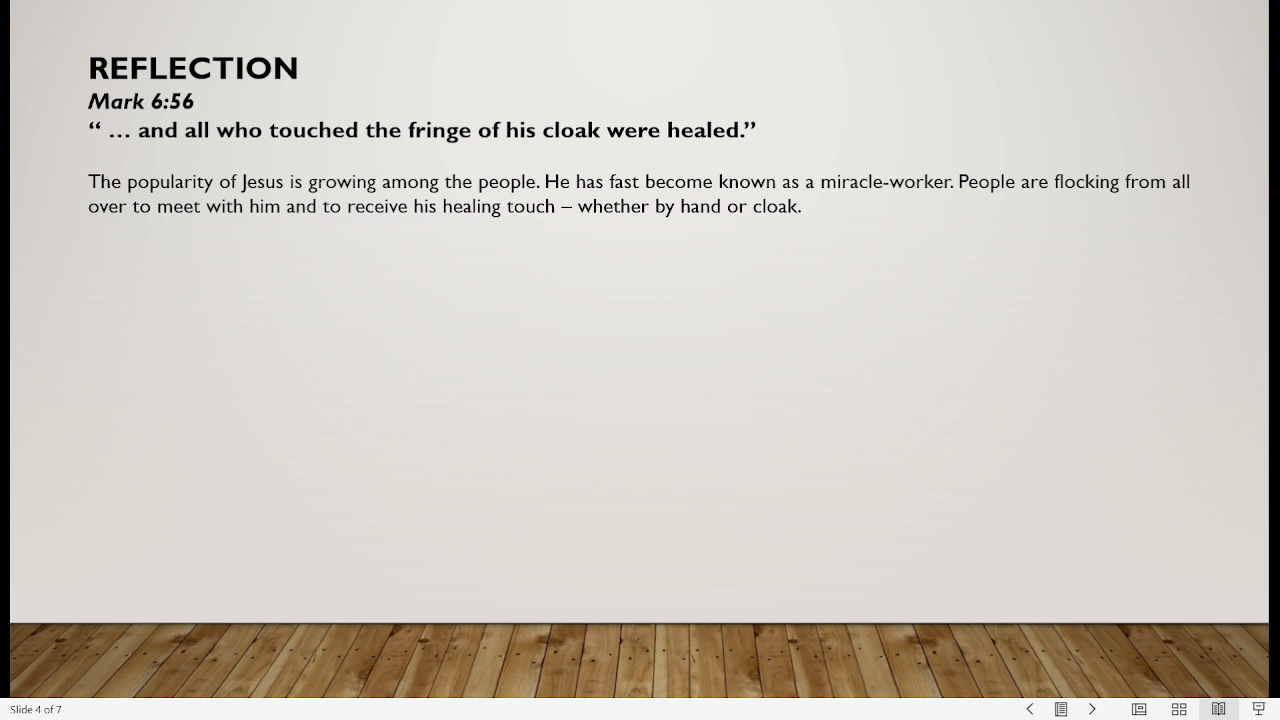 REFLECTION
Mark 6:56
“ … and all who touched the fringe of his cloak were healed.”
The popularity of Jesus is growing among the people. He has fast become known as a miracle-worker. People are flocking from all
over to meet with him and to receive his healing touch – whether by hand or cloak.
Slide 4 of 7